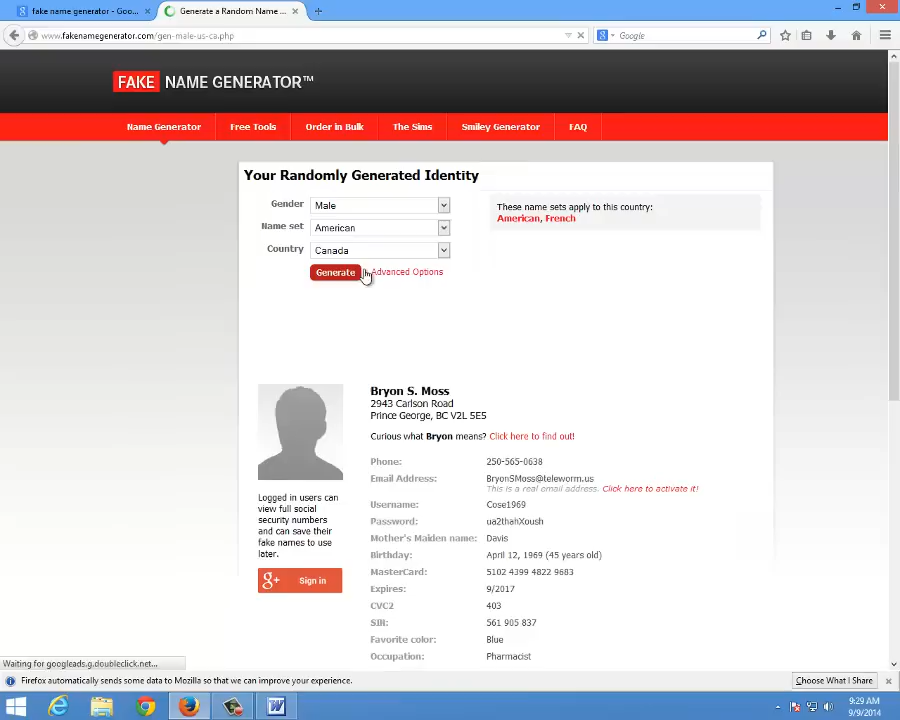 fake name generator - Goo...
Generate a Random Name ...
www.fakenamegenerator.com/gen-male-us-ca.php
Google
FAKE NAME GENERATOR™
Name Generator
Free Tools
Order in Bulk
The Sims
Smiley Generator
FAQ
Your Randomly Generated Identity
Gender Male
Name set American
Country Canada
Generate Advanced Options
These name sets apply to this country:
American, French
Bryon S. Moss
2943 Carlson Road
Prince George, BC V2L 5E5
Curious what Bryon means? Click here to find out!
Phone: 250-565-0638
Email Address: BryonSMoss@teleworm.us
This is a real email address. Click here to activate it!
Username: Cose1969
Password: ua2thahXoush
Mother's Maiden name: Davis
Birthday: April 12, 1969 (45 years old)
MasterCard: 5102 4399 4822 9683
Expires: 9/2017
CVC2 403
SIR: 561 905 837
Favorite color: Blue
Occupation: Pharmacist
Logged in users can
view full social
security numbers
and can save their
fake names to use
later.
g+ Sign in
Waiting for googleads.g.doubleclick.net...
Firefox automatically sends some data to Mozilla so that we can improve your experience.
Choose What I Share
9:29 AM
9/9/2014